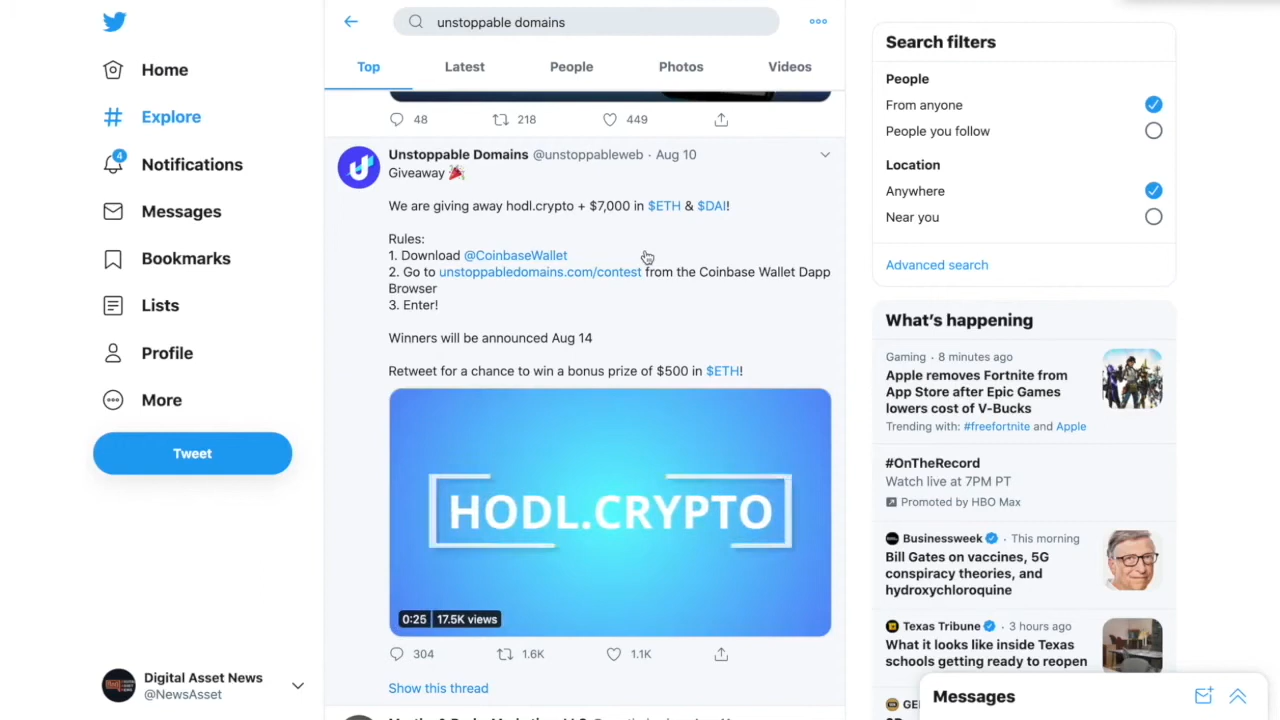 unstoppable domains
Top
Latest
People
Photos
Videos
48
218
449
Home
Explore
4
Notifications
Messages
Bookmarks
Lists
Profile
More
Tweet
Digital Asset News
@NewsAsset
Unstoppable Domains @unstoppableweb · Aug 10
Giveaway 🎉
We are giving away hodl.crypto + $7,000 in $ETH & $DAI!
Rules:
1. Download @CoinbaseWallet
2. Go to unstoppabledomains.com/contest from the Coinbase Wallet Dapp
Browser
3. Enter!
Winners will be announced Aug 14
Retweet for a chance to win a bonus prize of $500 in $ETH!
HODL.CRYPTO
0:25
17.5K views
304
1.6K
1.1K
Show this thread
Search filters
People
From anyone
People you follow
Location
Anywhere
Near you
Advanced search
What's happening
Gaming · 8 minutes ago
Apple removes Fortnite from
App Store after Epic Games
lowers cost of V-Bucks
Trending with: #freefortnite and Apple
#OnTheRecord
Watch live at 7PM PT
Promoted by HBO Max
Businessweek · This morning
Bill Gates on vaccines, 5G
conspiracy theories, and
hydroxychloroquine
Texas Tribune · 3 hours ago
What it looks like inside Texas
schools getting ready to reopen
Messages